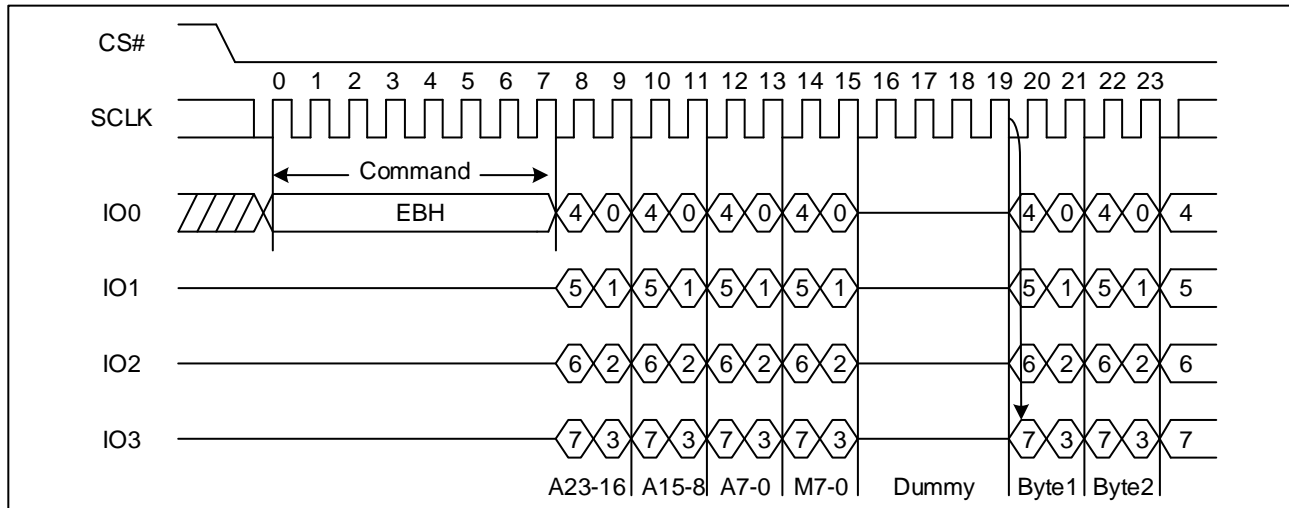 CS#
0 1 2 3 4 5 6 7 8 9 10 11 12 13 14 15 16 17 18 19 20 21 22 23
SCLK
Command
IO0 EBH 4 0 4 0 4 0 4 0 4 0 4 0 4
IO1 5 1 5 1 5 1 5 1 5 1 5 1 5
IO2 6 2 6 2 6 2 6 2 6 2 6 2 6
IO3 7 3 7 3 7 3 7 3 7 3 7 3 7
A23-16 A15-8 A7-0 M7-0 Dummy Byte1 Byte2